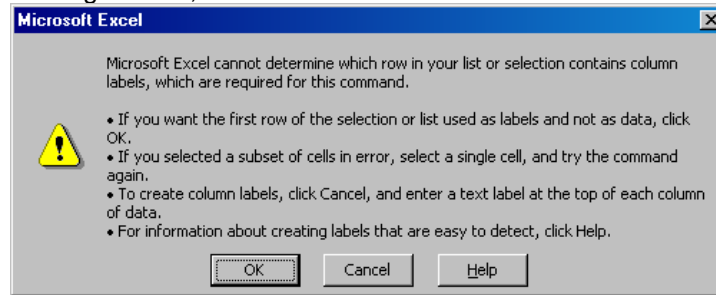 Microsoft Excel
Microsoft Excel cannot determine which row in your list or selection contains column
labels, which are required for this command.
• If you want the first row of the selection or list used as labels and not as data, click
OK.
• If you selected a subset of cells in error, select a single cell, and try the command
again.
• To create column labels, click Cancel, and enter a text label at the top of each column
of data.
• For information about creating labels that are easy to detect, click Help.
OK Cancel Help